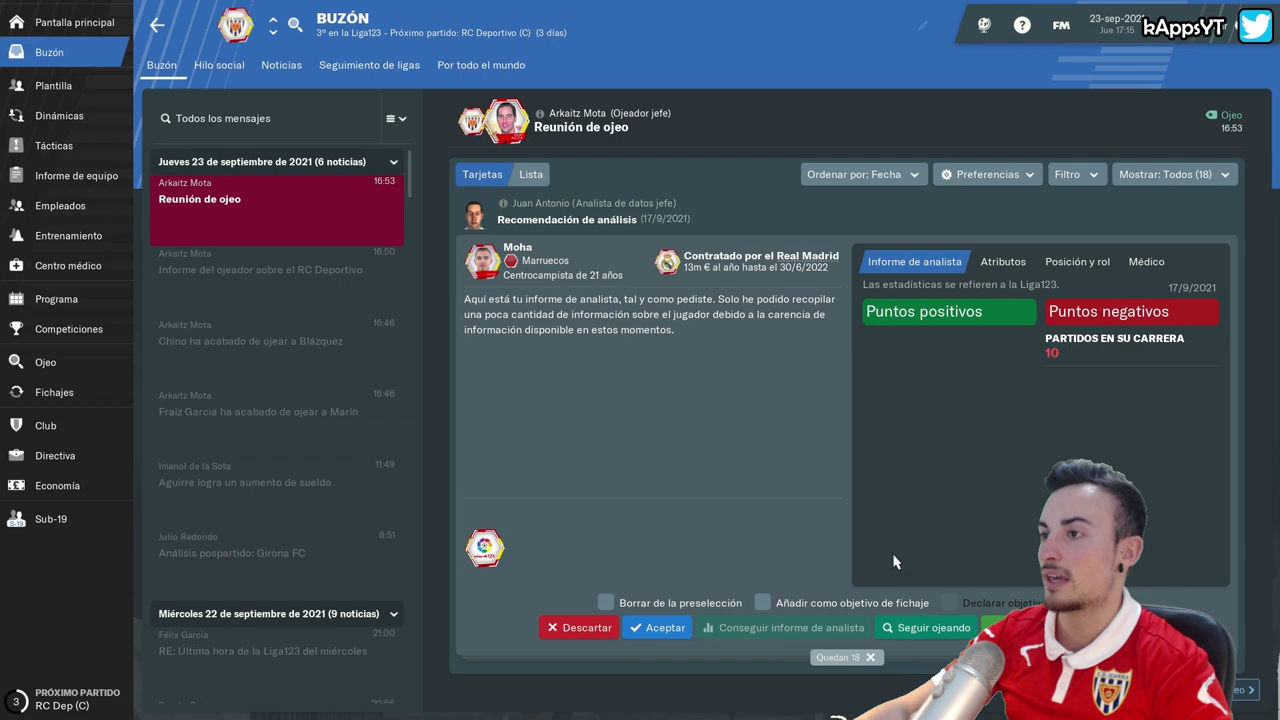 Pantalla principal
Buzón
Plantilla
Dinámicas
Tácticas
Informe de equipo
Empleados
Entrenamiento
Centro médico
Programa
Competiciones
Ojeo
Fichajes
Club
Directiva
Economía
S-19
Sub-19
3
PRÓXIMO PARTIDO
RC Dep (C)
BUZÓN
3º en la Liga123 - Próximo partido: RC Deportivo (C) (3 días)
FM
Jue 17:15
kAppsYT
Buzón
Hilo social
Noticias
Seguimiento de ligas
Por todo el mundo
Todos los mensajes
Jueves 23 de septiembre de 2021 (6 noticias)
Arkaitz Mota 16:53
Reunión de ojeo
Arkaitz Mota 16:50
Informe del ojeador sobre el RC Deportivo
Arkaitz Mota 16:46
Chino ha acabado de ojear a Blázquez
Arkaitz Mota 16:46
Fraiz García ha acabado de ojear a Marín
Imanol de la Sota 11:49
Aguirre logra un aumento de sueldo
Julio Redondo 8:51
Análisis pospartido: Girona FC
Miércoles 22 de septiembre de 2021 (9 noticias)
Félix García 21:00
RE: Última hora de la Liga123 del miércoles
Arkaitz Mota (Ojeador jefe)
Reunión de ojeo
Ojeo
16:53
Tarjetas
Lista
Ordenar por: Fecha
Preferencias
Filtro
Mostrar: Todos (18)
Juan Antonio (Analista de datos jefe)
Recomendación de análisis (17/9/2021)
Moha
Marruecos
Centrocampista de 21 años
Contratado por el Real Madrid
13m € al año hasta el 30/6/2022
Aquí está tu informe de analista, tal y como pediste. Solo he podido recopilar
una poca cantidad de información sobre el jugador debido a la carencia de
información disponible en estos momentos.
Informe de analista
Atributos
Posición y rol
Médico
Las estadísticas se refieren a la Liga123.
17/9/2021
Puntos positivos
Puntos negativos
PARTIDOS EN SU CARRERA
10
Borrar de la preselección
Añadir como objetivo de fichaje
Declarar
Descartar
Aceptar
Conseguir informe de analista
Seguir ojeando
Quedan 18